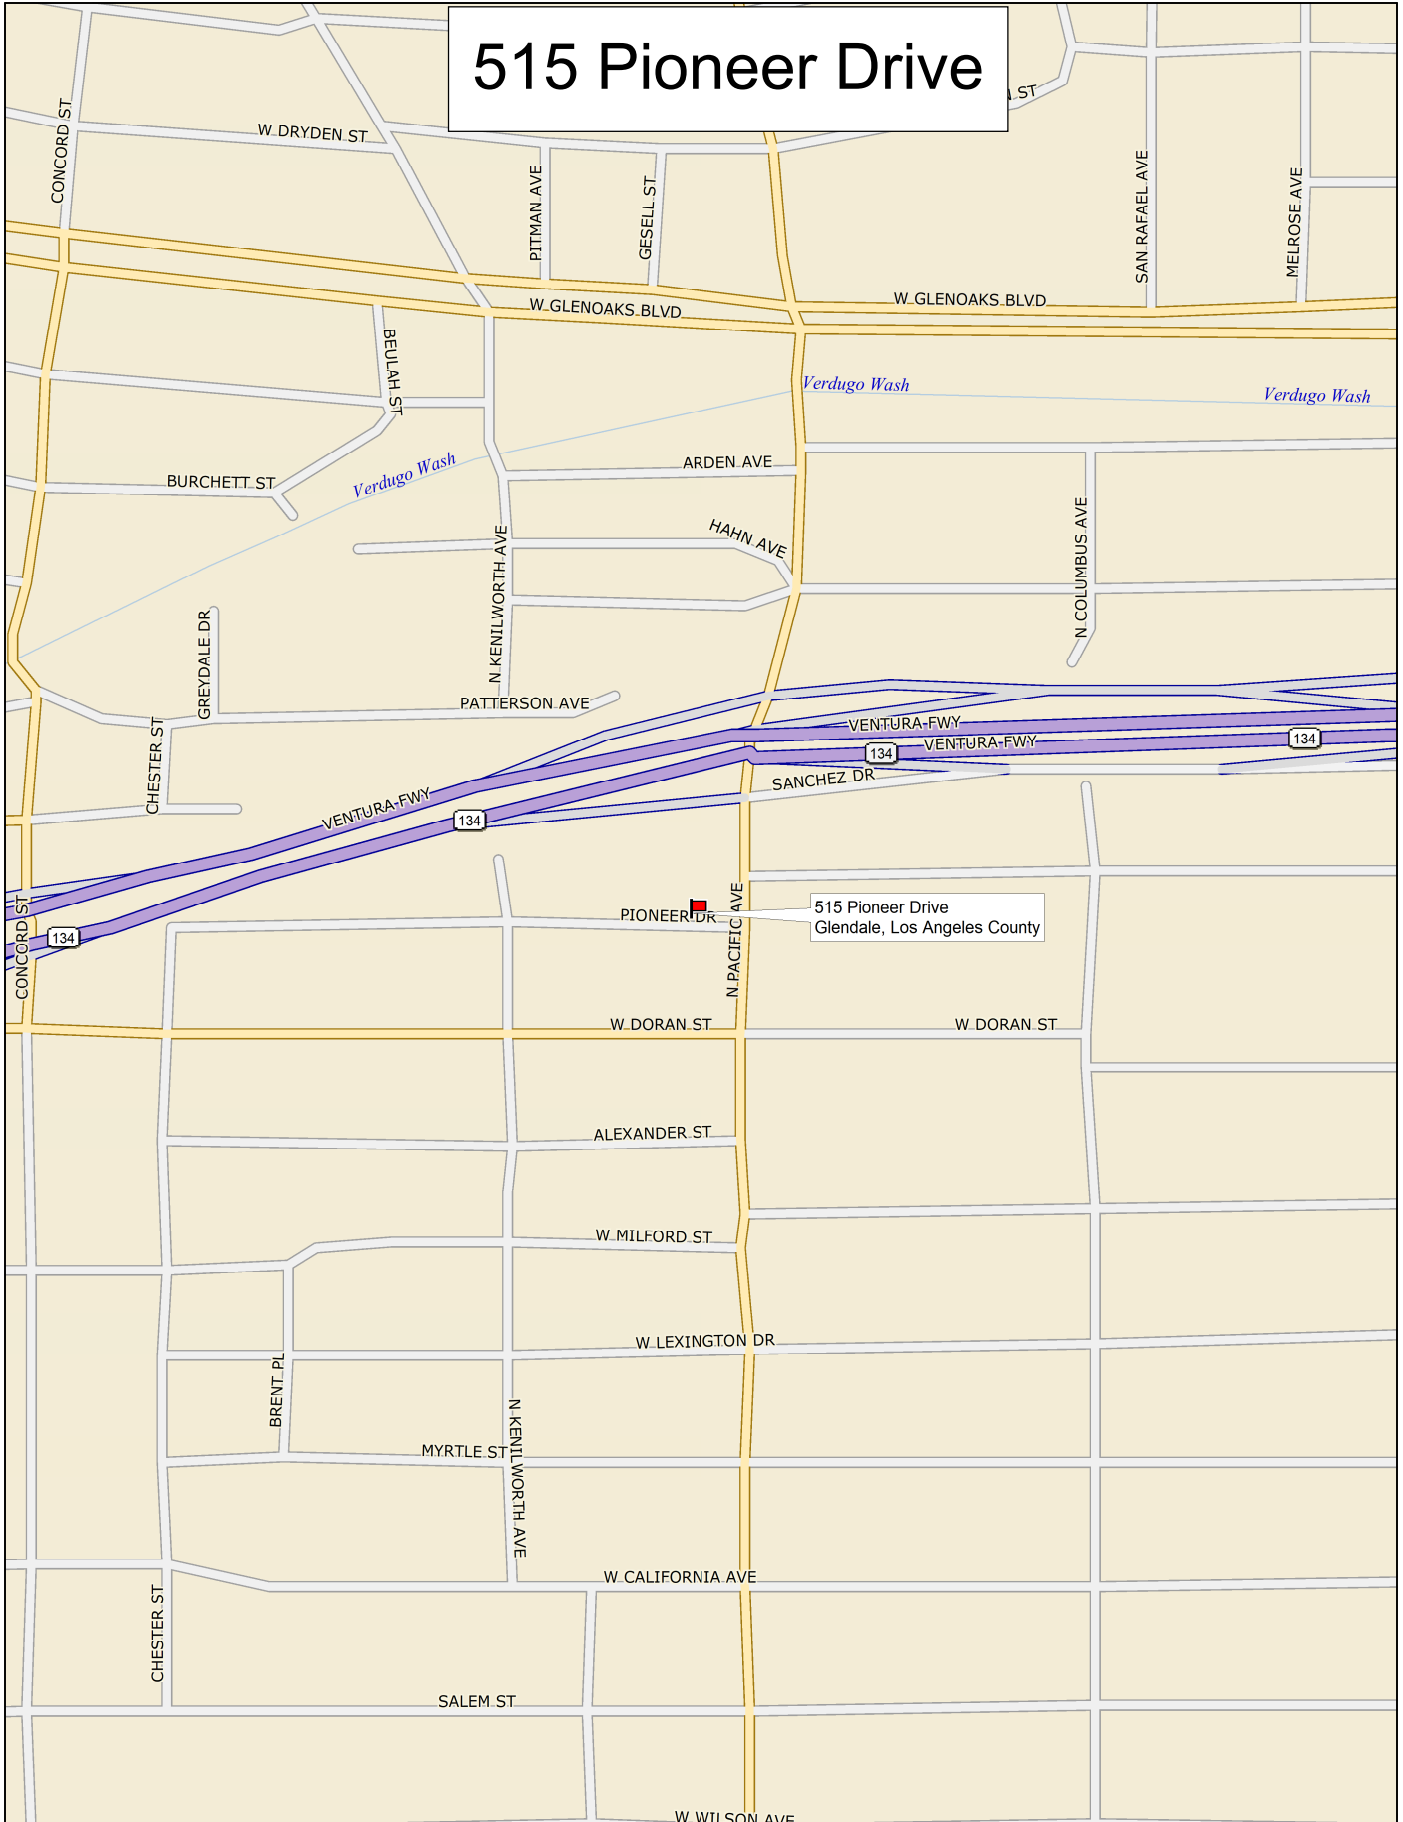 515 Pioneer Drive
N ST
CONCORD ST
W DRYDEN ST
PITMAN AVE
GESELL ST
SAN RAFAEL AVE
MELROSE AVE
W GLENOAKS BLVD
W GLENOAKS BLVD
BEULAH ST
Verdugo Wash
Verdugo Wash
Verdugo Wash
ARDEN AVE
BURCHETT ST
HAHN AVE
N KENILWORTH AVE
N COLUMBUS AVE
GREYDALE DR
PATTERSON AVE
CHESTER ST
VENTURA FWY
VENTURA FWY
134
134
SANCHEZ DR
VENTURA FWY
134
CONCORD ST
134
PIONEER DR
N PACIFIC AVE
515 Pioneer Drive
Glendale, Los Angeles County
W DORAN ST
W DORAN ST
ALEXANDER ST
W MILFORD ST
W LEXINGTON DR
BRENT PL
N KENILWORTH AVE
MYRTLE ST
W CALIFORNIA AVE
CHESTER ST
SALEM ST
W WILSON AVE